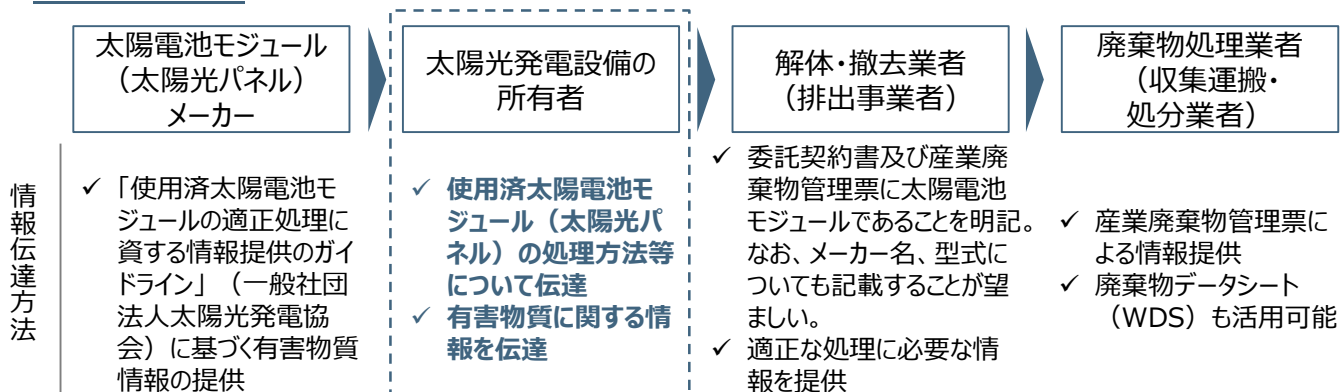 太陽電池モジュール
（太陽光パネル）
メーカー
太陽光発電設備の
所有者
解体・撤去業者
（排出事業者）
廃棄物処理業者
（収集運搬・
処分業者）
情報伝達方法
✓ 「使用済太陽電池モ
ジュールの適正処理に
資する情報提供のガイ
ドライン」（一般社団
法人太陽光発電協
会）に基づく有害物質
情報の提供
✓ 使用済太陽電池モ
ジュール（太陽光パ
ネル）の処理方法等
について伝達
✓ 有害物質に関する情
報を伝達
✓ 委託契約書及び産業廃
棄物管理票に太陽電池
モジュールであることを明記。
なお、メーカー名、型式に
ついても記載することが望
ましい。
✓ 適正な処理に必要な情
報を提供
✓ 産業廃棄物管理票に
よる情報提供
✓ 廃棄物データシート
（WDS）も活用可能